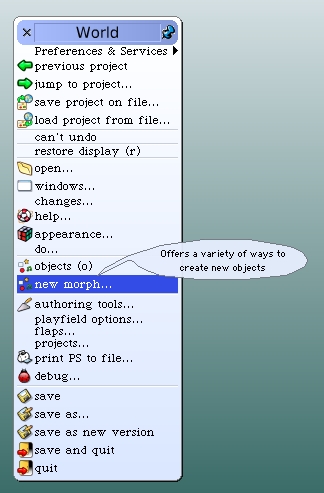 World
Preferences & Services
previous project
jump to project...
save project on file...
load project from file...
can't undo
restore display (r)
open...
windows...
changes...
help...
appearance...
do...
objects (o)
Offers a variety of ways to
create new objects
new morph...
authoring tools...
playfield options...
flaps...
projects...
print PS to file...
debug...
save
save as...
save as new version
save and quit
quit